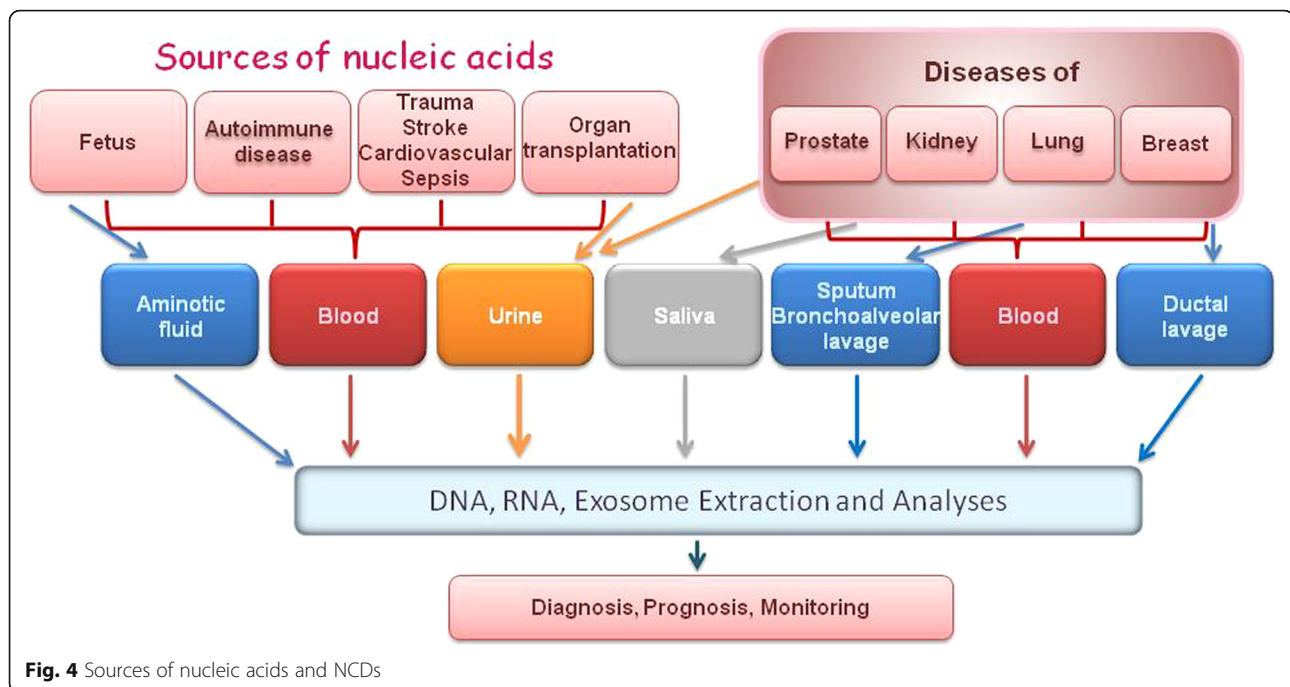 Sources of nucleic acids
Diseases of
Fetus
Autoimmune
disease
Trauma
Stroke
Cardiovascular
Sepsis
Organ
transplantation
Prostate
Kidney
Lung
Breast
Aminotic
fluid
Blood
Urine
Saliva
Sputum
Bronchoalveolar
lavage
Blood
Ductal
lavage
DNA, RNA, Exosome Extraction and Analyses
Diagnosis, Prognosis, Monitoring
Fig. 4 Sources of nucleic acids and NCDs